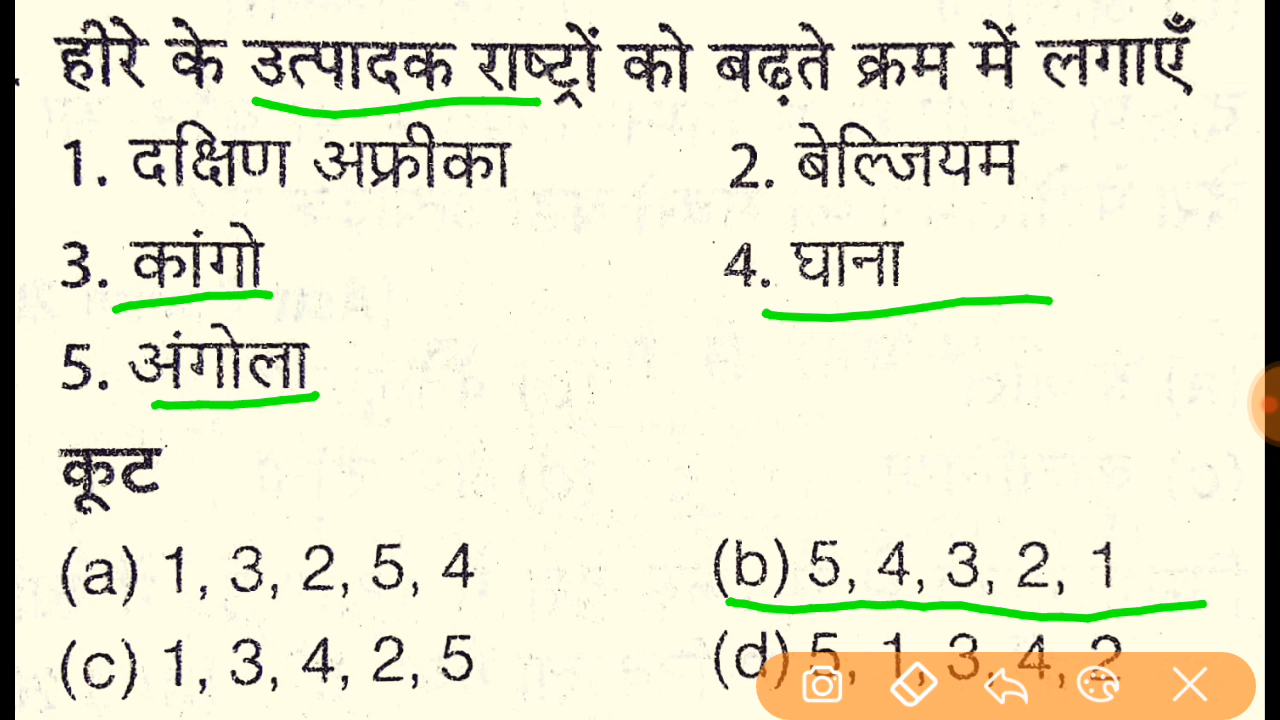 हीरे के उत्पादक राष्ट्रों को बढ़ते क्रम में लगाएँ
1. दक्षिण अफ्रीका 2. बेल्जियम
3. कांगो 4. घाना
5. अंगोला
कूट
(a) 1, 3, 2, 5, 4 (b) 5, 4, 3, 2, 1
(c) 1, 3, 4, 2, 5 (d) 5, 1, 3, 4, 2